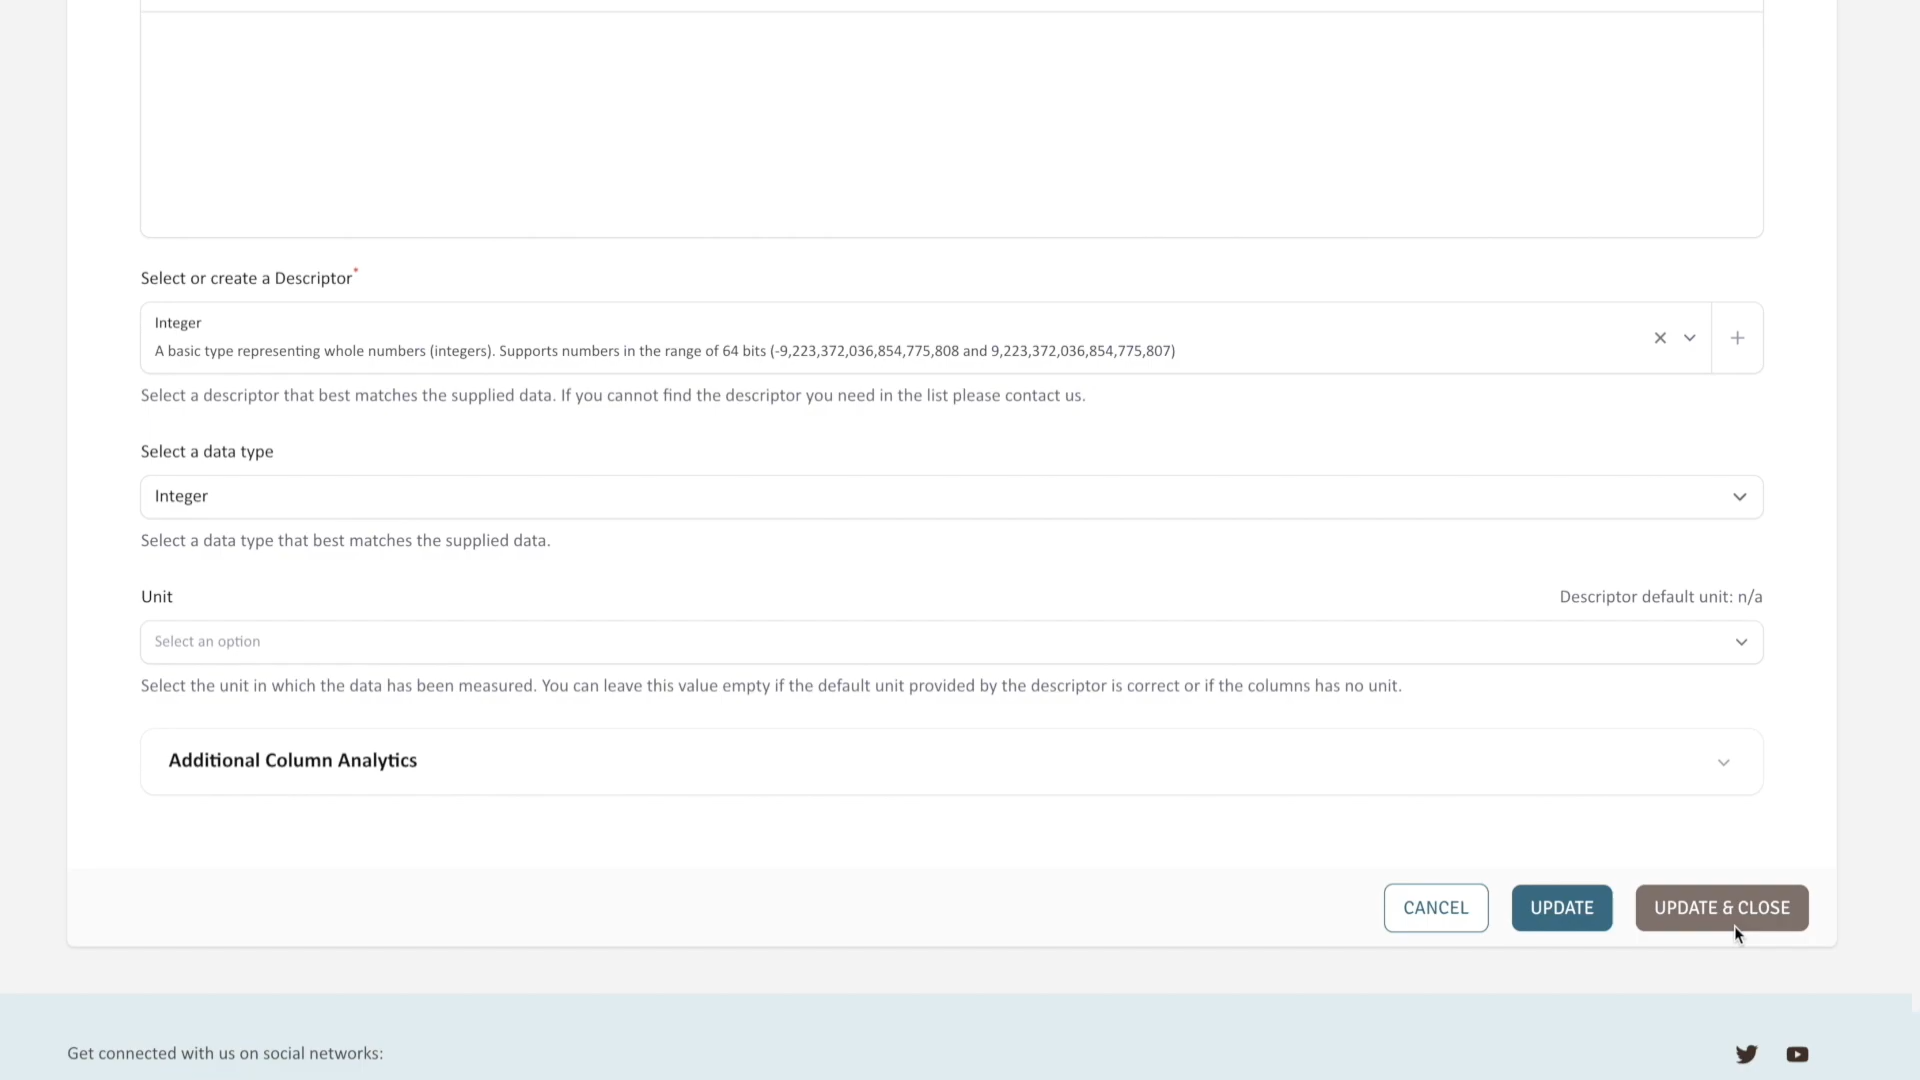 Select or create a Descriptor*
Integer
A basic type representing whole numbers (integers). Supports numbers in the range of 64 bits (-9,223,372,036,854,775,808 and 9,223,372,036,854,775,807)
Select a descriptor that best matches the supplied data. If you cannot find the descriptor you need in the list please contact us.
Select a data type
Integer
Select a data type that best matches the supplied data.
Unit
Descriptor default unit: n/a
Select an option
Select the unit in which the data has been measured. You can leave this value empty if the default unit provided by the descriptor is correct or if the columns has no unit.
Additional Column Analytics
CANCEL
UPDATE
UPDATE & CLOSE
Get connected with us on social networks: